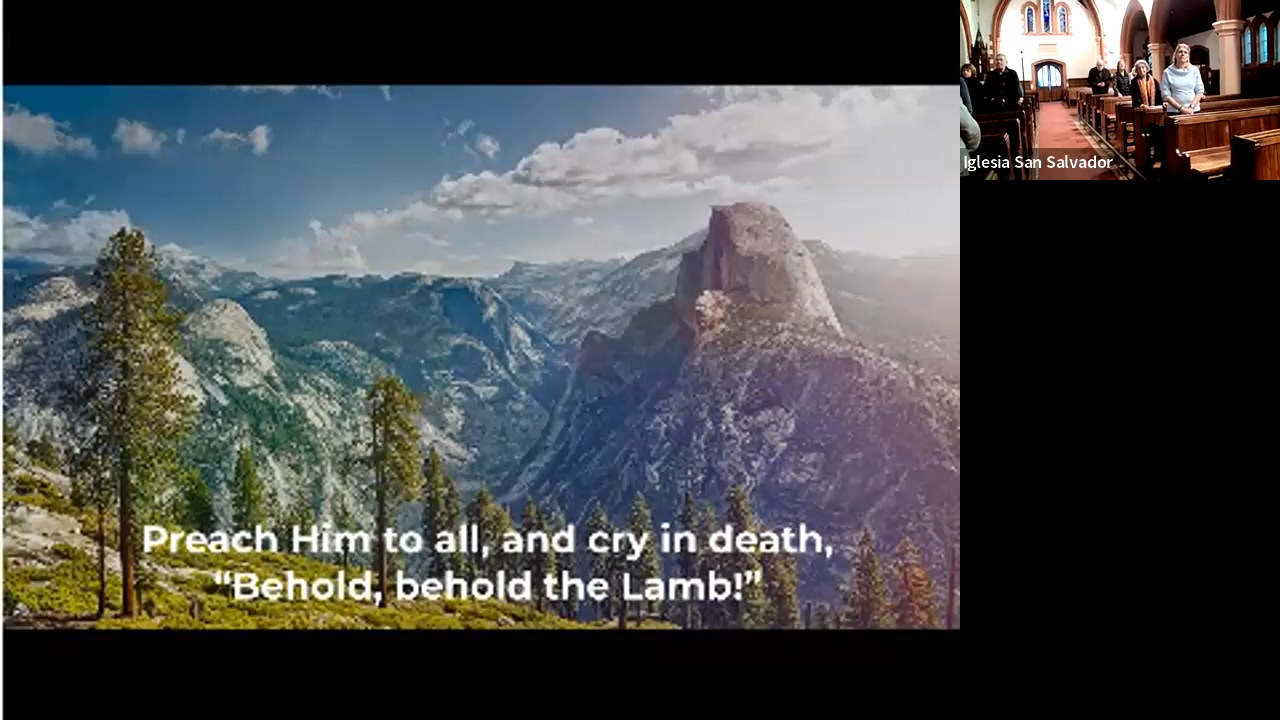 Iglesia San Salvador
Preach Him to all, and cry in death,
“Behold, behold the Lamb!”